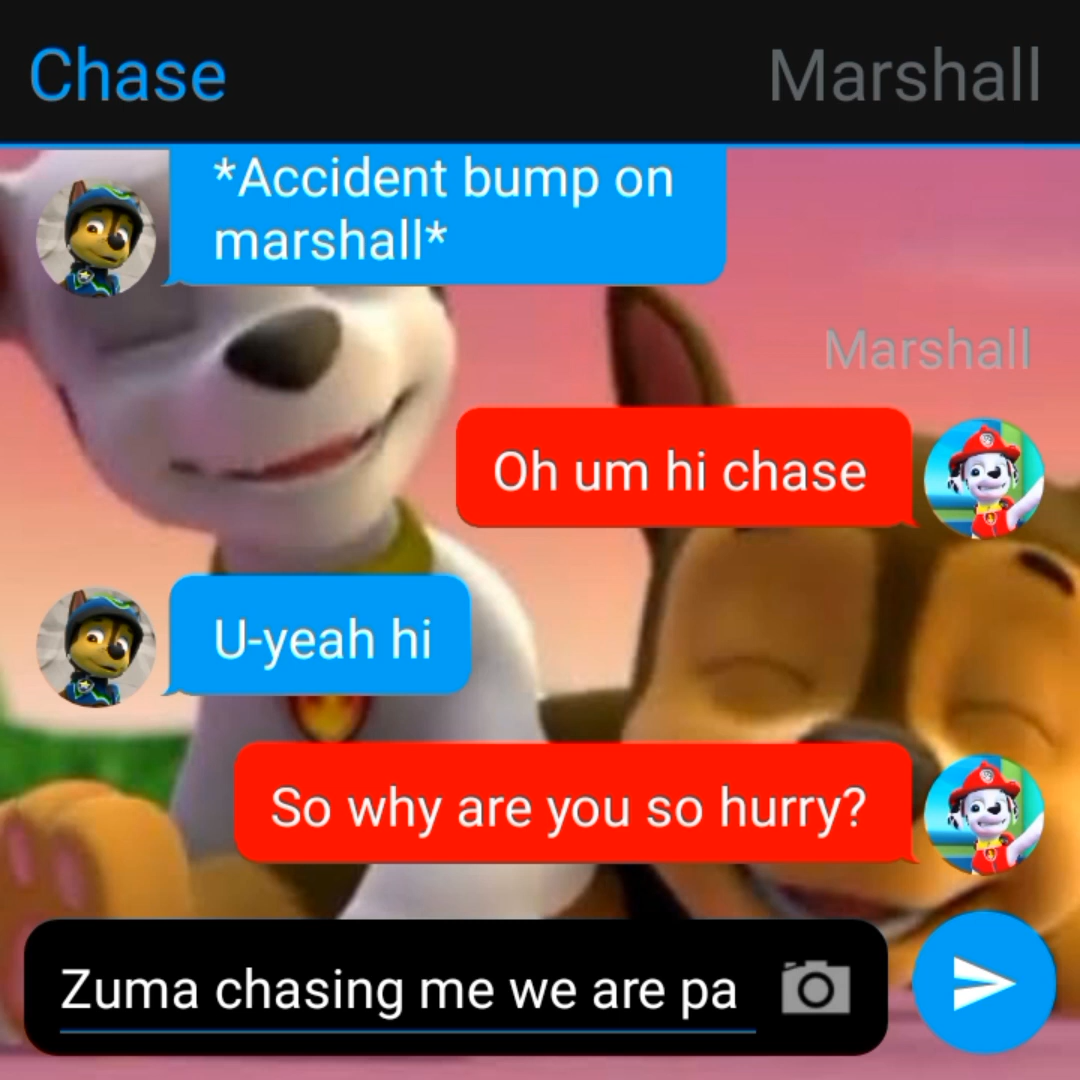 Chase
Marshall
*Accident bump on
marshall*
Marshall
Oh um hi chase
U-yeah hi
So why are you so hurry?
Zuma chasing me we are pa